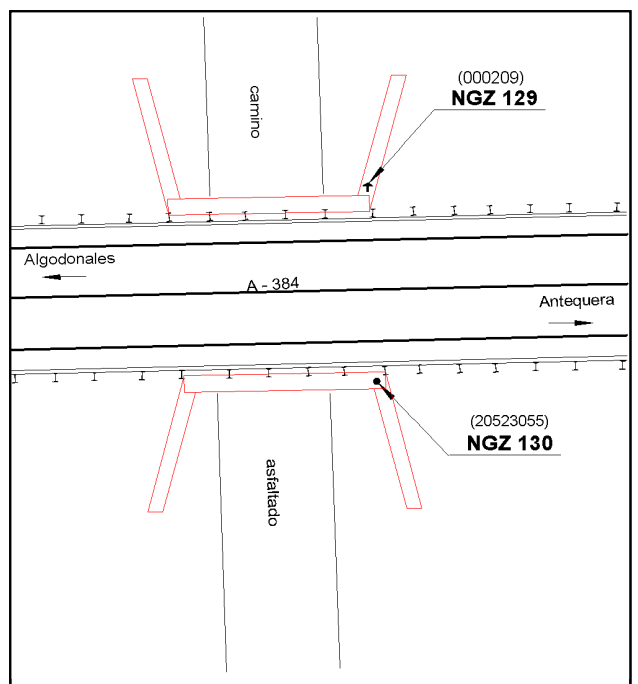 (000209)
NGZ 129
camino
Algodonales
A - 384
Antequera
(20523055)
NGZ 130
asfaltado